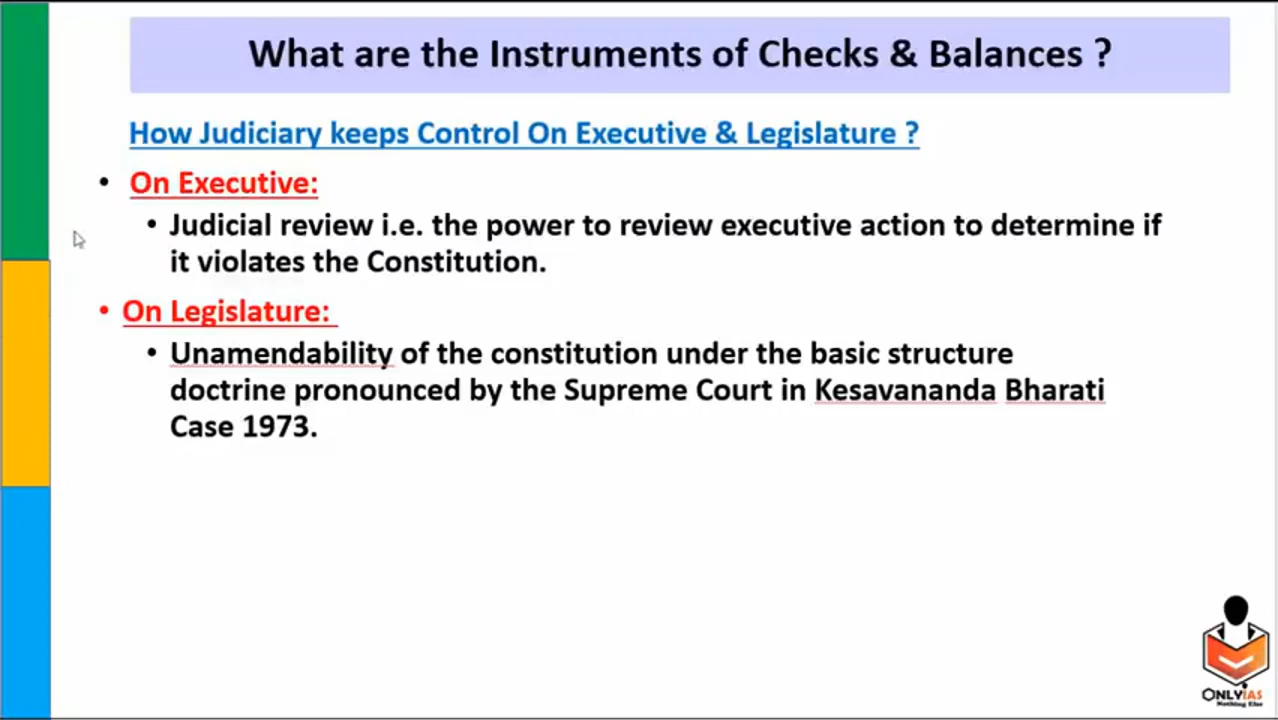 What are the Instruments of Checks & Balances ?
How Judiciary keeps Control On Executive & Legislature ?
• On Executive:
• Judicial review i.e. the power to review executive action to determine if
it violates the Constitution.
• On Legislature:
• Unamendability of the constitution under the basic structure
doctrine pronounced by the Supreme Court in Kesavananda Bharati
Case 1973.
ONLYIAS
Nothing Else